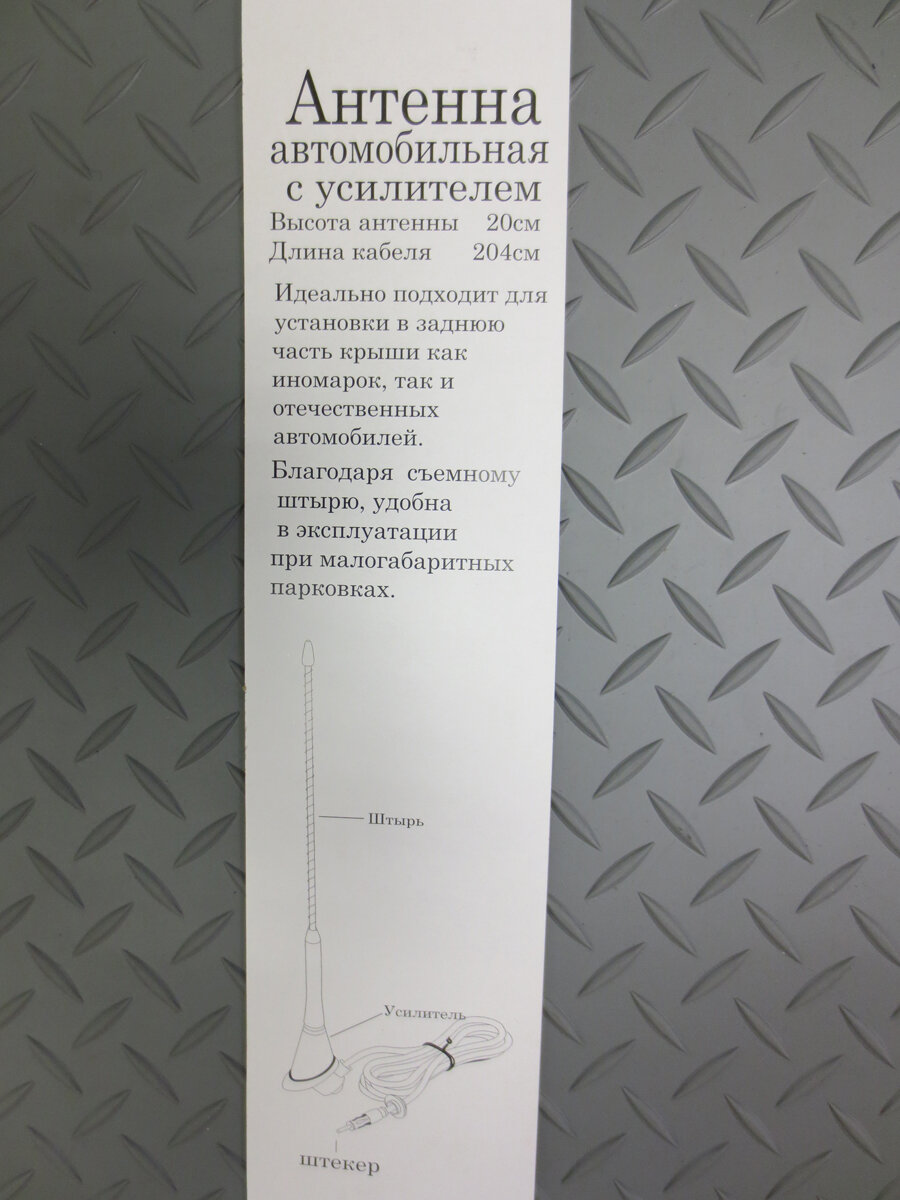 Антенна
автомобильная
с усилителем
Высота антенны 20см
Длина кабеля 204см
Идеально подходит для
установки в заднюю
часть крыши как
иномарок, так и
отечественных
автомобилей.
Благодаря съемному
штырю, удобна
в эксплуатации
при малогабаритных
парковках.
Штырь
Усилитель
штекер